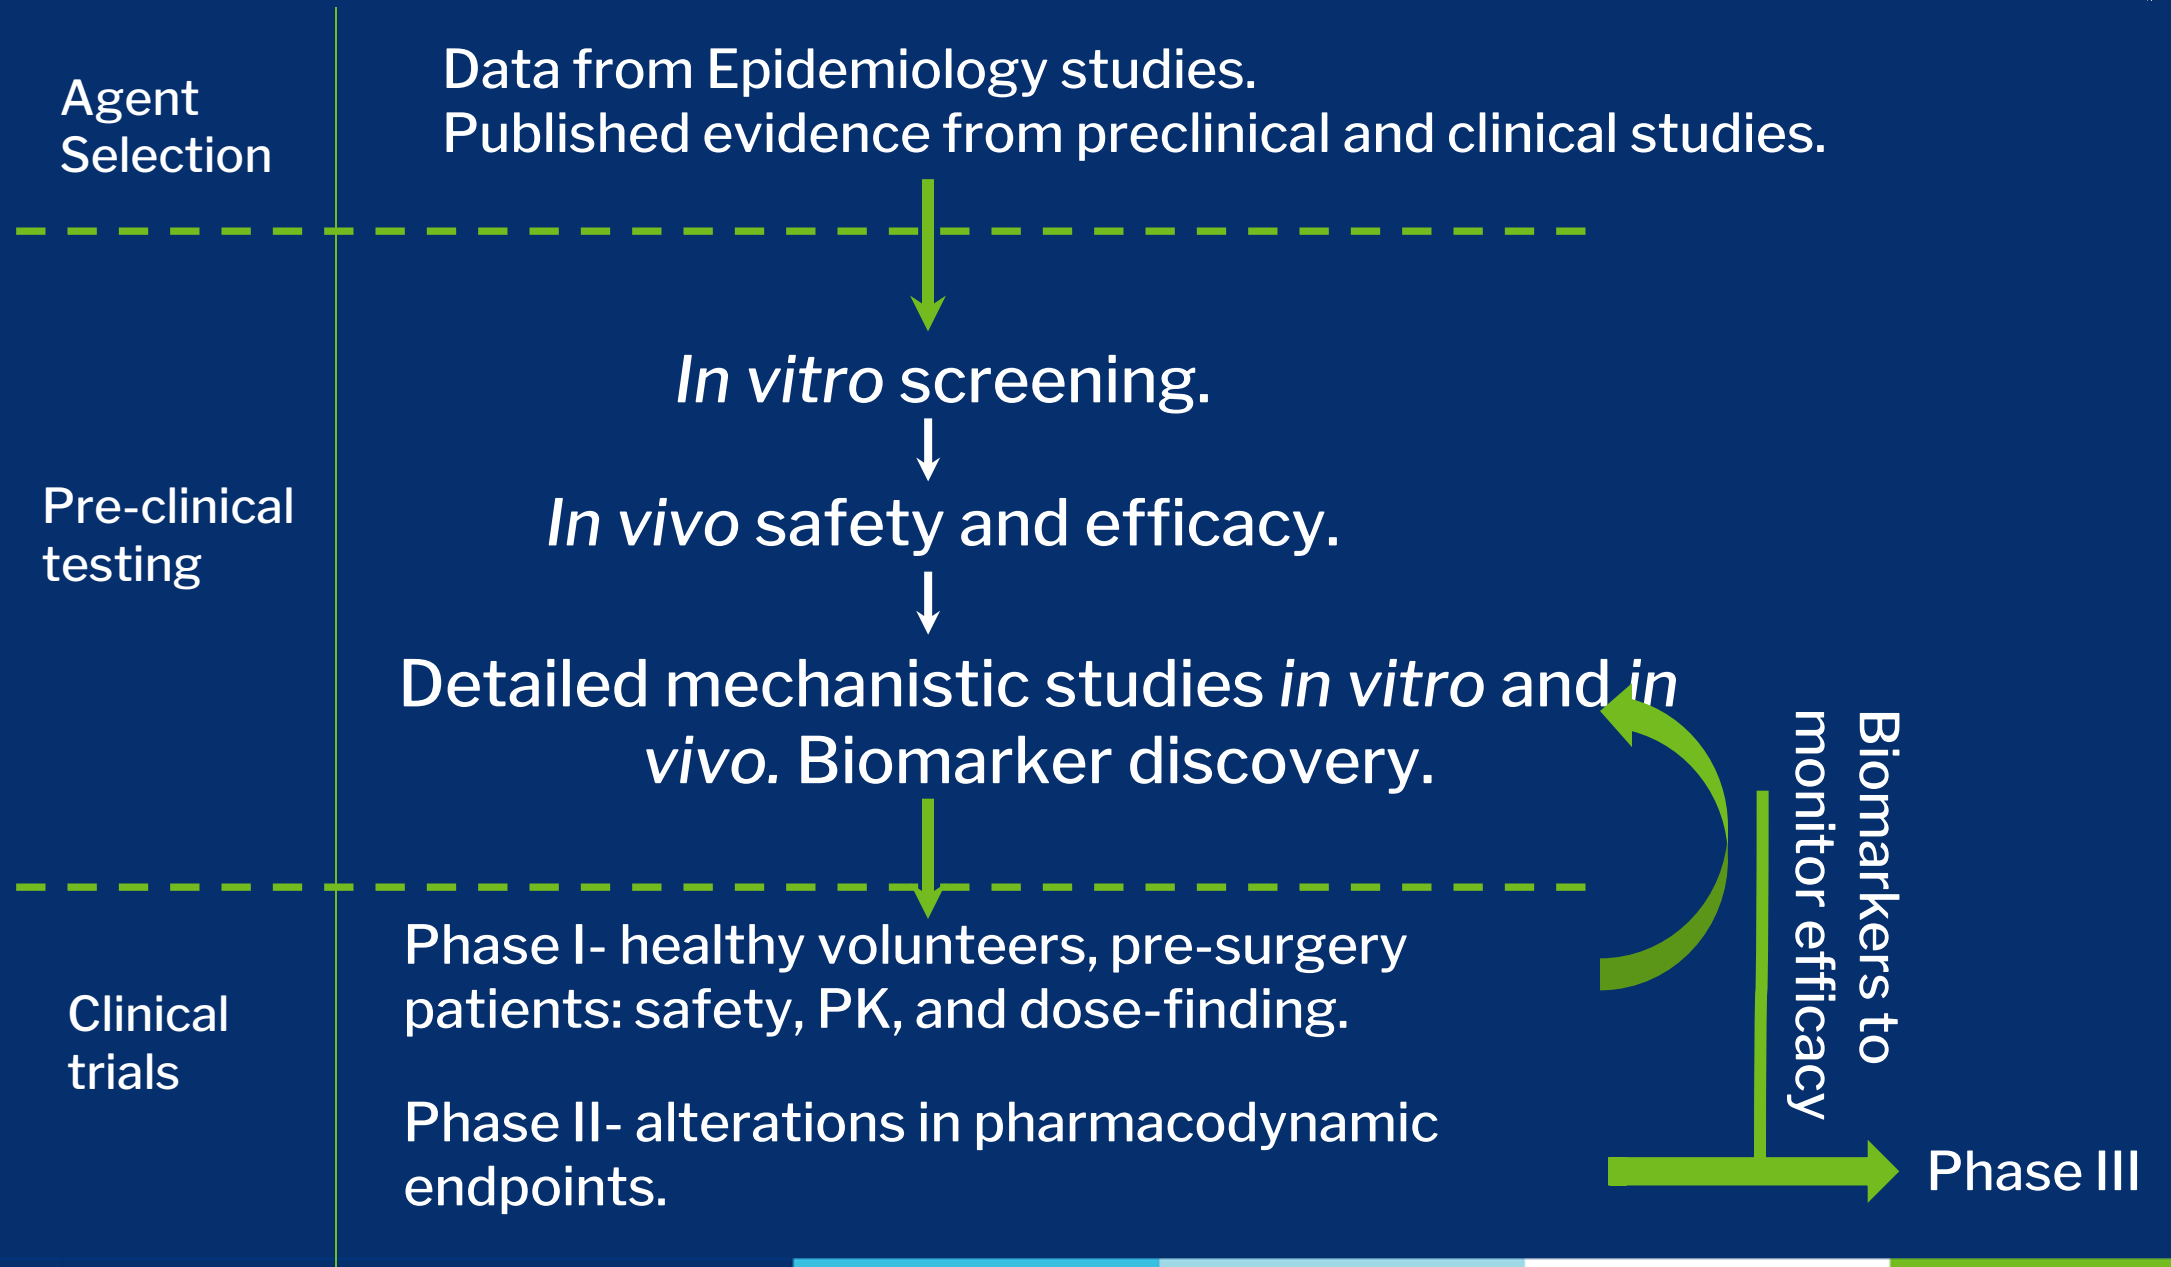 Agent
Selection
Data from Epidemiology studies.
Published evidence from preclinical and clinical studies.
Pre-clinical
testing
In vitro screening.
In vivo safety and efficacy.
Detailed mechanistic studies in vitro and in
vivo. Biomarker discovery.
Biomarkers to
monitor efficacy
Clinical
trials
Phase I- healthy volunteers, pre-surgery
patients: safety, PK, and dose-finding.
Phase II- alterations in pharmacodynamic
endpoints.
Phase III